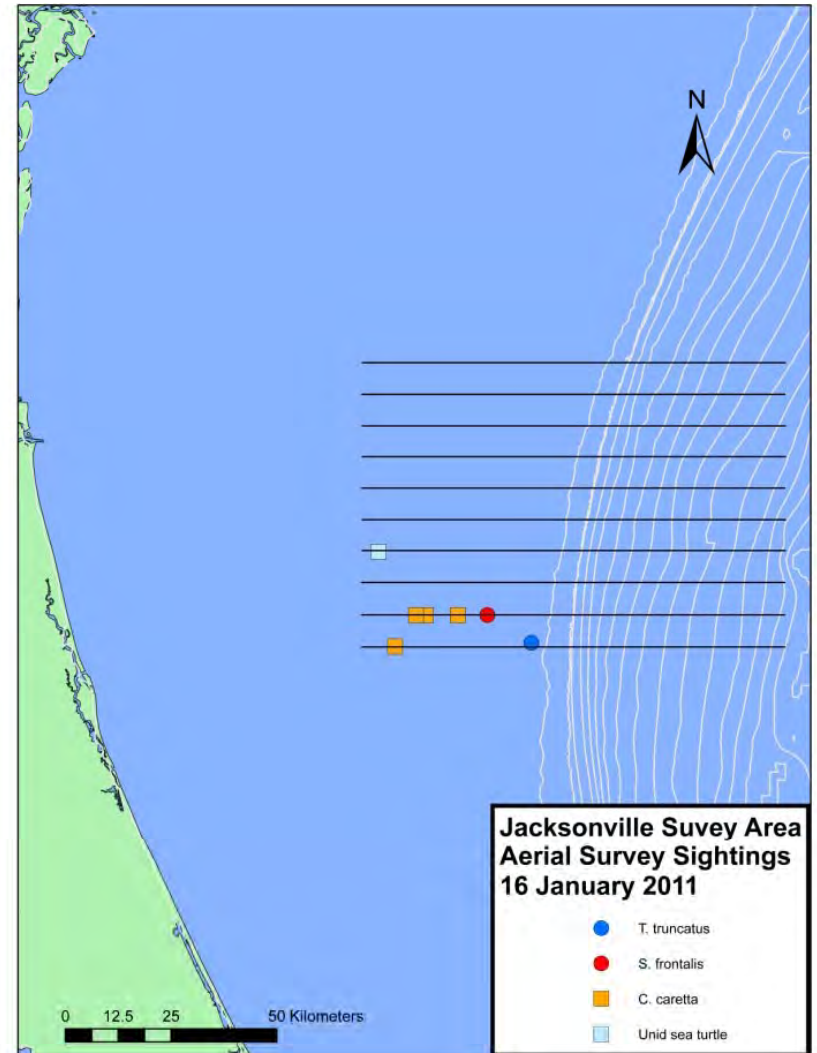 N
Jacksonville Suvey Area
Aerial Survey Sightings
16 January 2011
T. truncatus
S. frontalis
C. caretta
Unid sea turtle
0 12.5 25 50 Kilometers